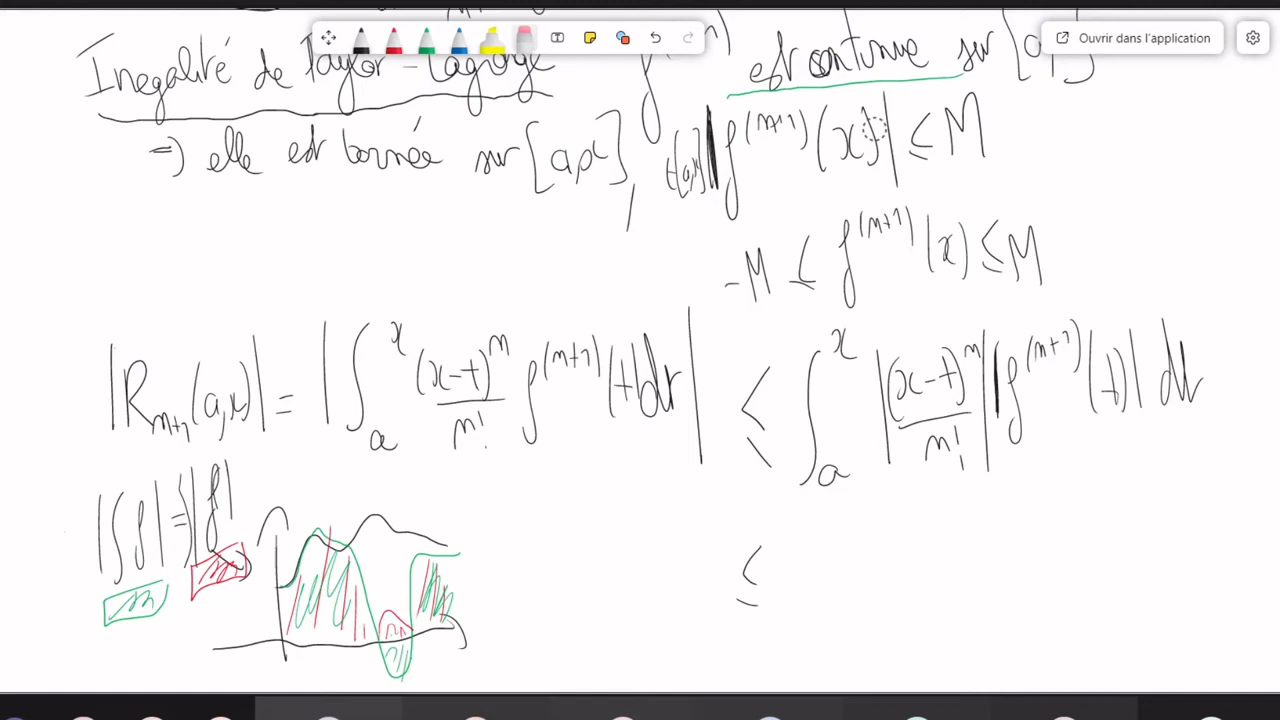 Ouvrir dans l'application
Inegalité de Taylor-Lagrange f^(n+1) est continue sur [a,x]
=> elle est bornée sur [a,x], |f^(n+1)(x)| ≤ M
-M ≤ f^(n+1)(x) ≤ M
|R_{n+1}(a,x)| = |∫_a^x (x-t)^n/n! f^(n+1)(t)dt| ≤ ∫_a^x |(x-t)^n/n!| |f^(n+1)(t)| dt
|∫f| ≤ ∫|f|
≤